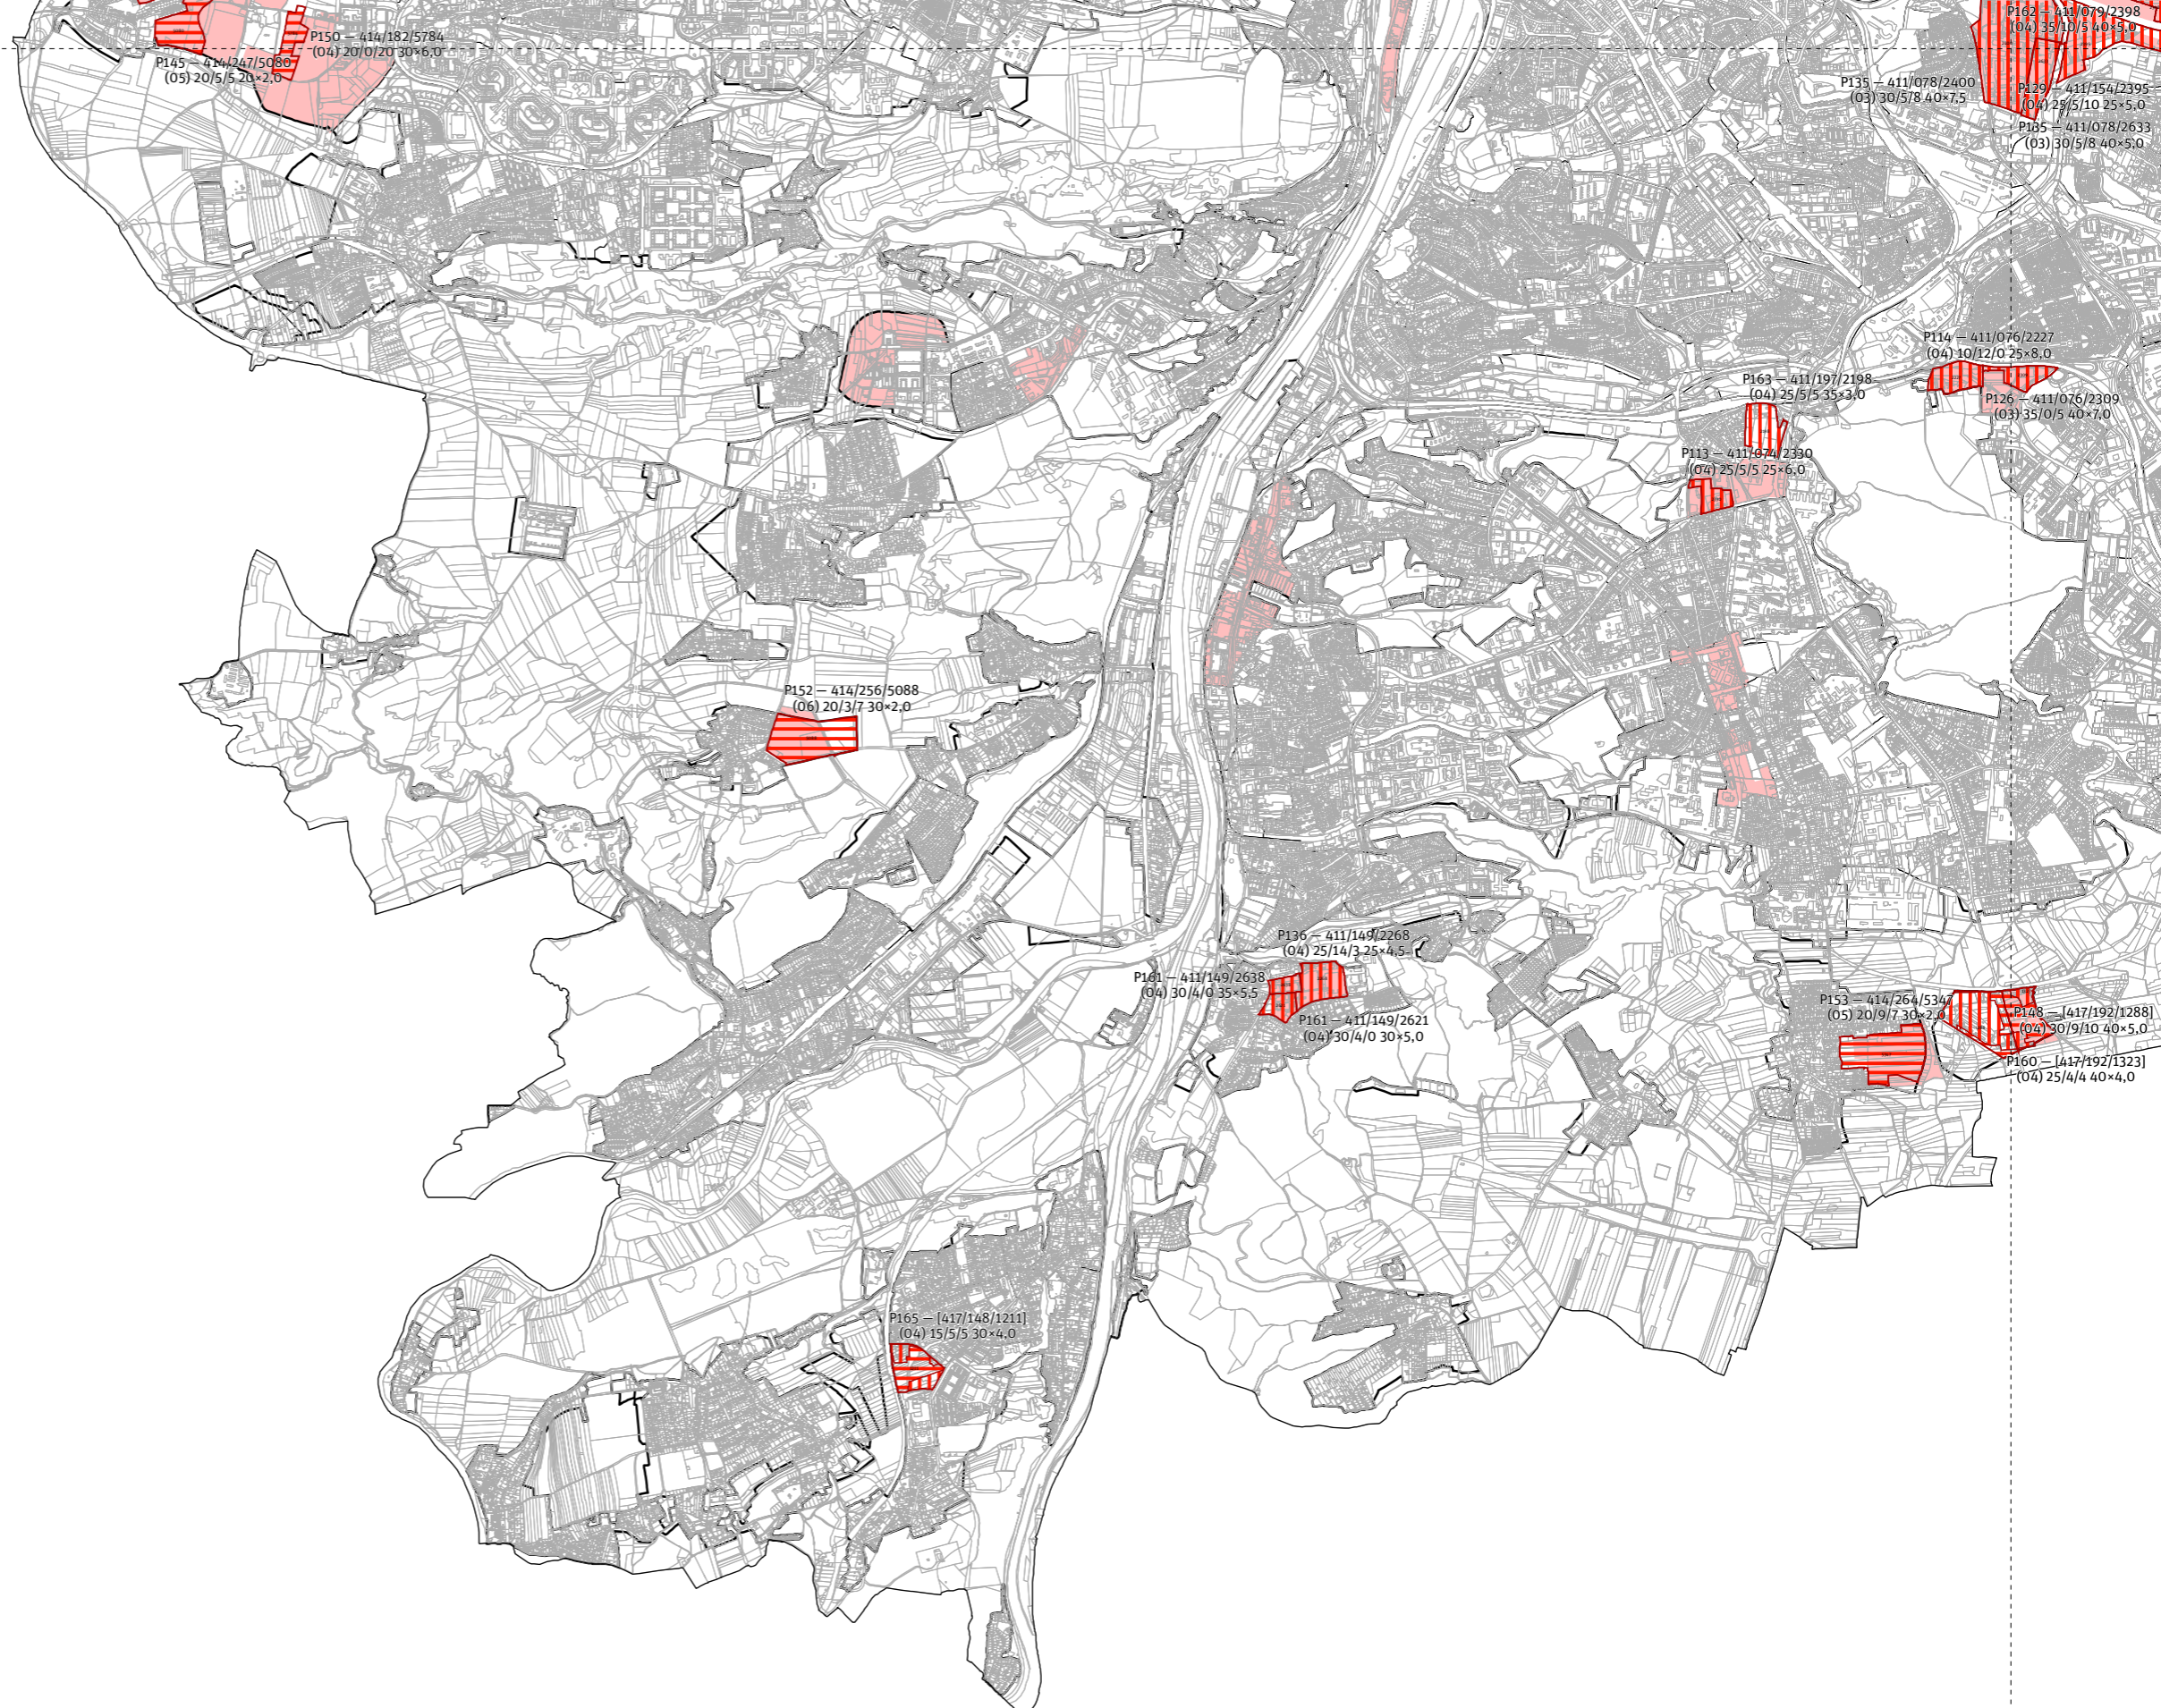 P162 — 411/079/2398
(04) 35/10/5 40×5,0
P150 — 414/182/5784
(04) 20/0/20 30×6,0
P145 — 414/247/5080
(05) 20/5/5 20×2,0
P135 — 411/078/2400
(03) 30/5/8 40×7,5
P129 — 411/154/2395
(04) 25/5/10 25×5,0
P135 — 411/078/2633
(03) 30/5/8 40×5,0
P114 — 411/076/2227
(04) 10/12/0 25×8,0
P163 — 411/197/2198
(04) 25/5/5 35×3,0
P126 — 411/076/2309
(03) 35/0/5 40×7,0
P113 — 411/074/2330
(04) 25/5/5 25×6,0
P152 — 414/256/5088
(06) 20/3/7 30×2,0
P136 — 411/149/2268
(04) 25/14/3 25×4,5
P161 — 411/149/2638
(04) 30/4/0 35×5,5
P161 — 411/149/2621
(04) 30/4/0 30×5,0
P153 — 414/264/5347
(05) 20/9/7 30×2,0
P148 — [417/192/1288]
(04) 30/9/10 40×5,0
P160 — [417/192/1323]
(04) 25/4/4 40×4,0
P165 — [417/148/1211]
(04) 15/5/5 30×4,0